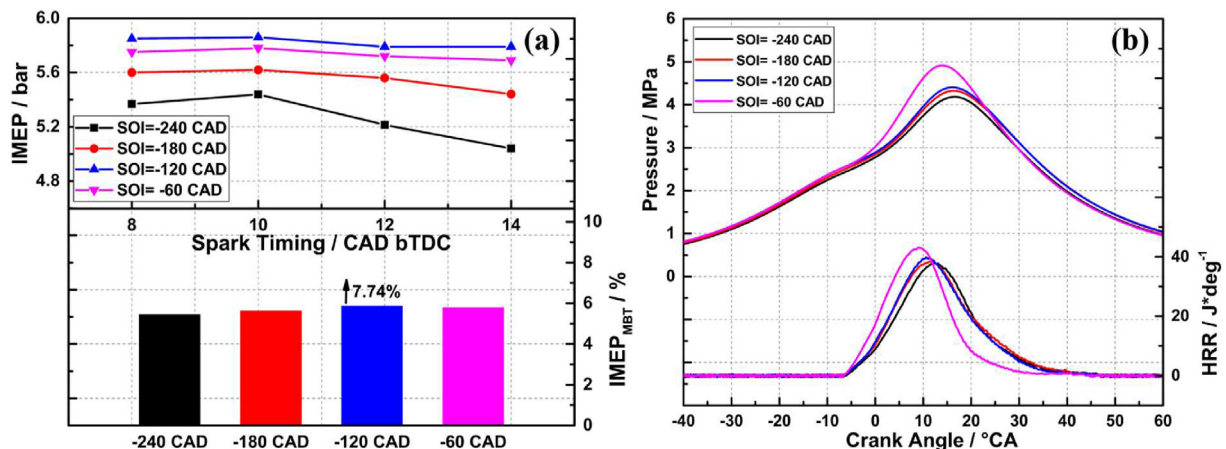 6.0
5.6
5.2
4.8
IMEP / bar
(a)
SOI=-240 CAD
SOI=-180 CAD
SOI=-120 CAD
SOI= -60 CAD
8 10 12 14
Spark Timing / CAD bTDC
10
8
6
4
2
0
IMEP_MBT / %
7.74%
-240 CAD -180 CAD -120 CAD -60 CAD
6
5
4
3
2
1
0
Pressure / MPa
(b)
SOI= -240 CAD
SOI= -180 CAD
SOI= -120 CAD
SOI= -60 CAD
40
20
0
HRR / J*deg⁻¹
-40 -30 -20 -10 0 10 20 30 40 50 60
Crank Angle / °CA